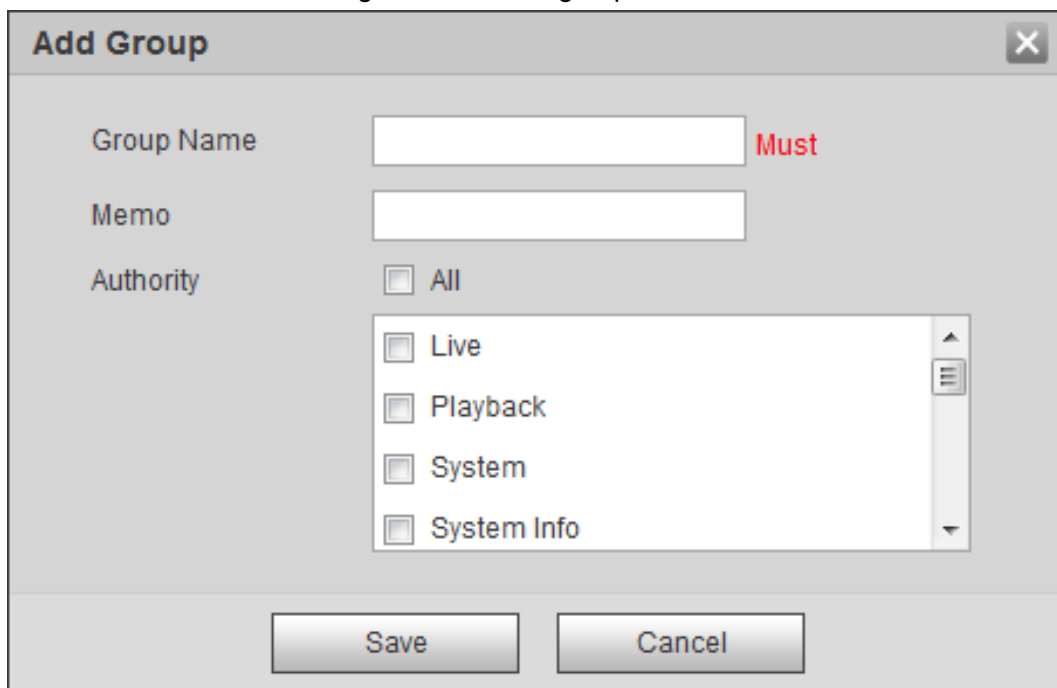 Add Group
Group Name Must
Memo
Authority All
Live
Playback
System
System Info
Save Cancel